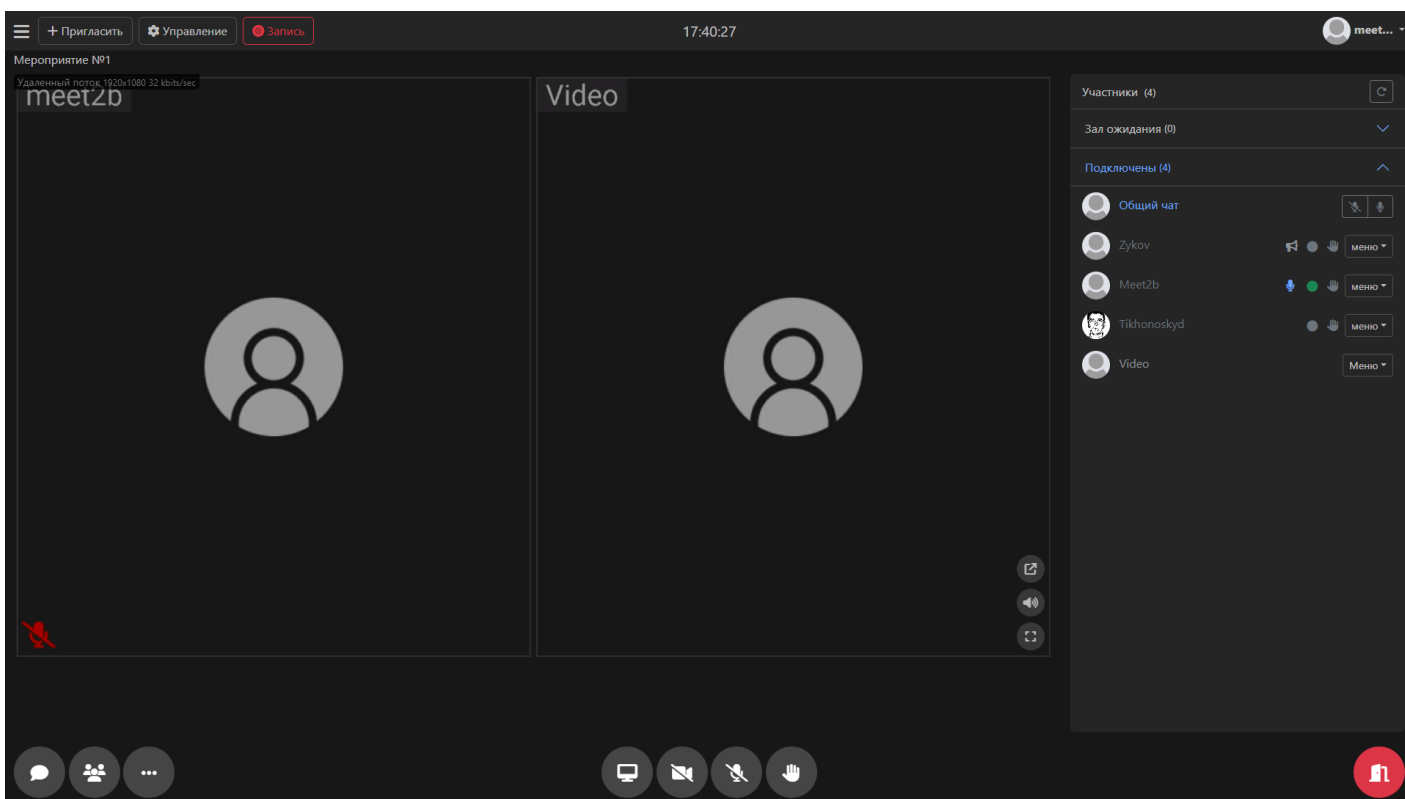 Пригласить Управление Запись 17:40:27 meet...
Мероприятие №1
Удаленный поток 1920x1080 32 kbits/sec
meet2b
Video
Участники (4)
Зал ожидания (0)
Подключены (4)
Общий чат
Zykov меню
Meet2b меню
Tikhonoskyd меню
Video Меню